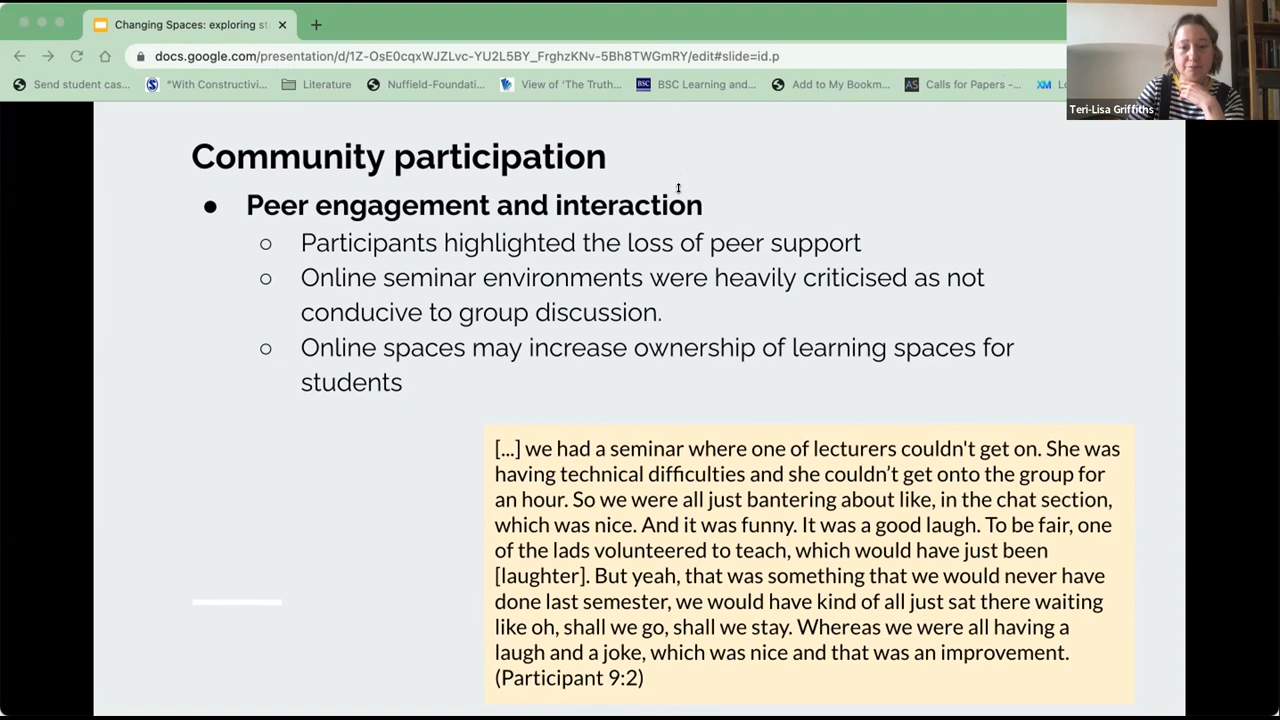 Changing Spaces: exploring st
docs.google.com/presentation/d/1Z-OsE0cqxWJZLvc-YU2L5BY_FrghzKNv-5Bh8TWGmRY/edit#slide=id.p
Send student cas... "With Constructivi... Literature Nuffield-Foundati... View of 'The Truth... BSC Learning and... Add to My Bookm... Calls for Papers -...
Teri-Lisa Griffiths
Community participation
● Peer engagement and interaction
○ Participants highlighted the loss of peer support
○ Online seminar environments were heavily criticised as not
conducive to group discussion.
○ Online spaces may increase ownership of learning spaces for
students
[...] we had a seminar where one of lecturers couldn't get on. She was
having technical difficulties and she couldn’t get onto the group for
an hour. So we were all just bantering about like, in the chat section,
which was nice. And it was funny. It was a good laugh. To be fair, one
of the lads volunteered to teach, which would have just been
[laughter]. But yeah, that was something that we would never have
done last semester, we would have kind of all just sat there waiting
like oh, shall we go, shall we stay. Whereas we were all having a
laugh and a joke, which was nice and that was an improvement.
(Participant 9:2)